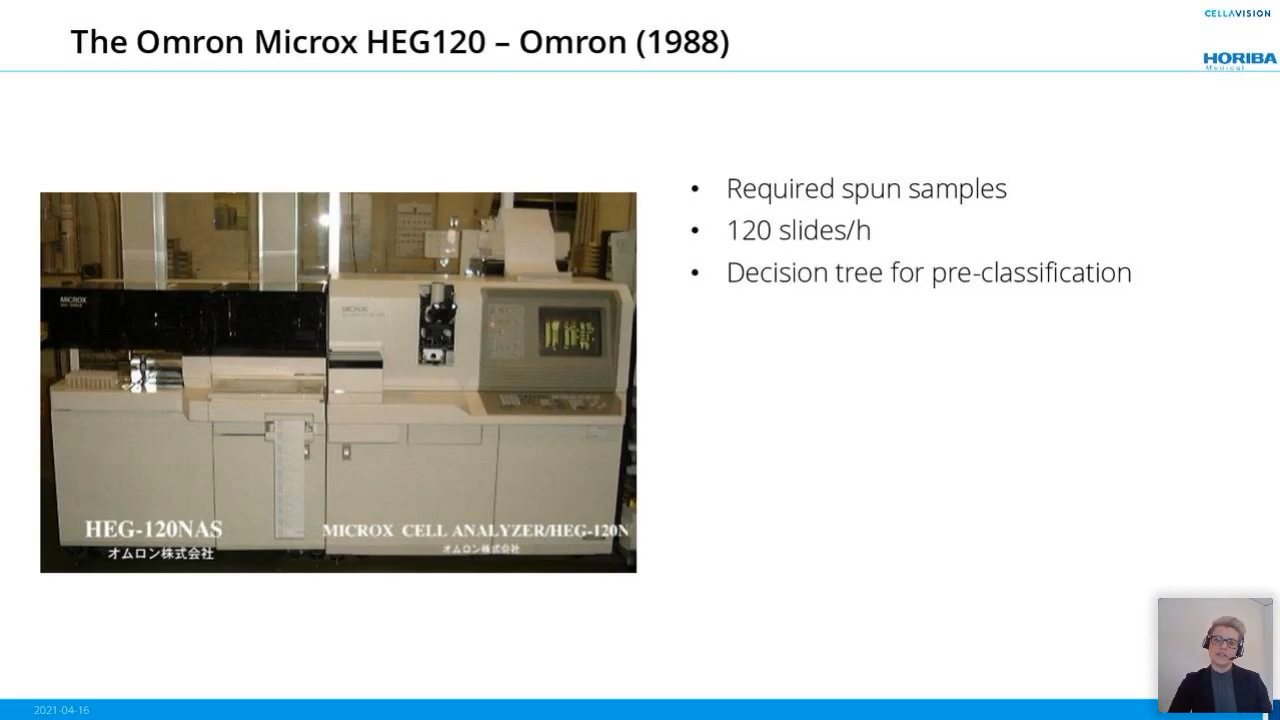 CELLAVISION
The Omron Microx HEG120 – Omron (1988)
HORIBA
Medical
• Required spun samples
• 120 slides/h
• Decision tree for pre-classification
MICROX
MICROX
HEG-120NAS
オムロン株式会社
MICROX CELL ANALYZER/HEG-120N
オムロン株式会社
2021-04-16